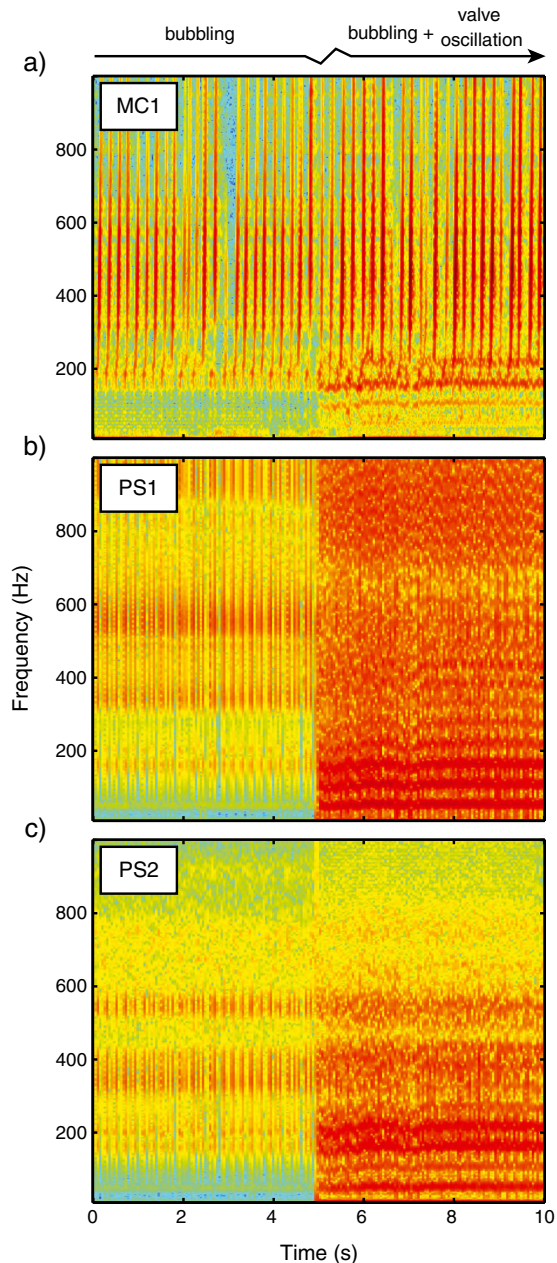 bubbling
bubbling + valve oscillation
a)
MC1
800
600
400
200
b)
PS1
800
600
400
200
Frequency (Hz)
c)
PS2
800
600
400
200
0 2 4 6 8 10
Time (s)